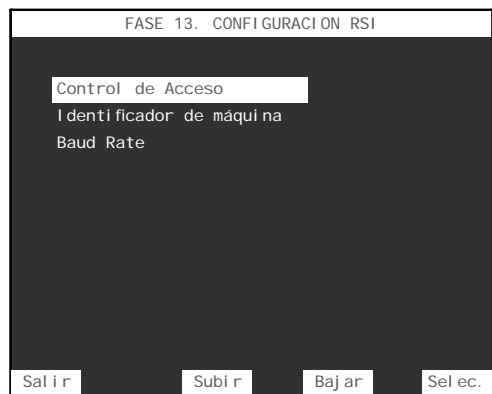 FASE 13. CONFIGURACION RSI
Control de Acceso
Identificador de máquina
Baud Rate
Salir Subir Bajar Selec.